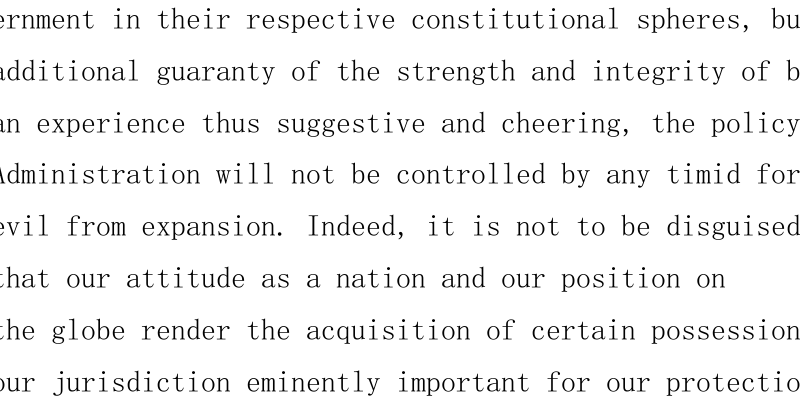 ernment in their respective constitutional spheres, bu
additional guaranty of the strength and integrity of b
an experience thus suggestive and cheering, the policy
Administration will not be controlled by any timid for
evil from expansion. Indeed, it is not to be disguised
that our attitude as a nation and our position on
the globe render the acquisition of certain possession
our jurisdiction eminently important for our protectio